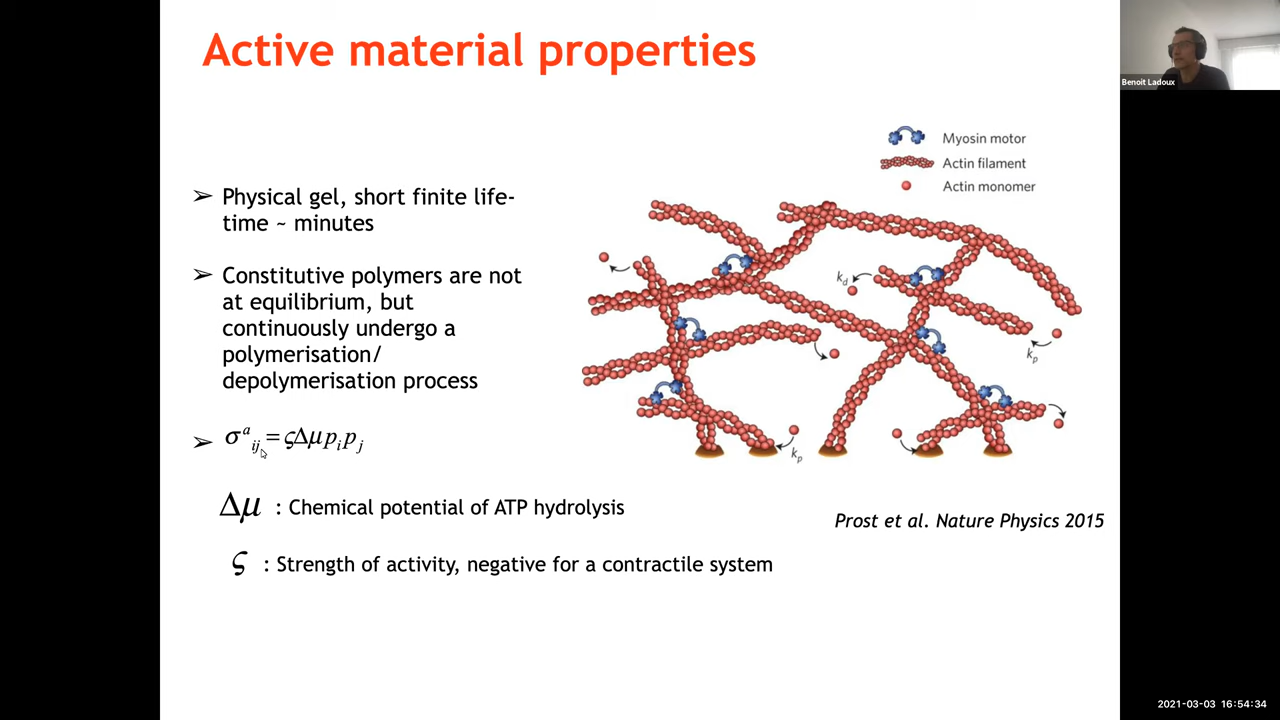 Active material properties
Benoit Ladoux
Myosin motor
Actin filament
Actin monomer
➢ Physical gel, short finite life-
time ~ minutes
➢ Constitutive polymers are not
at equilibrium, but
continuously undergo a
polymerisation/
depolymerisation process
➢ σᵃᵢⱼ=ςΔμpᵢpⱼ
k_d
k_p
k_p
Δμ : Chemical potential of ATP hydrolysis
Prost et al. Nature Physics 2015
ς : Strength of activity, negative for a contractile system
2021-03-03 16:54:34